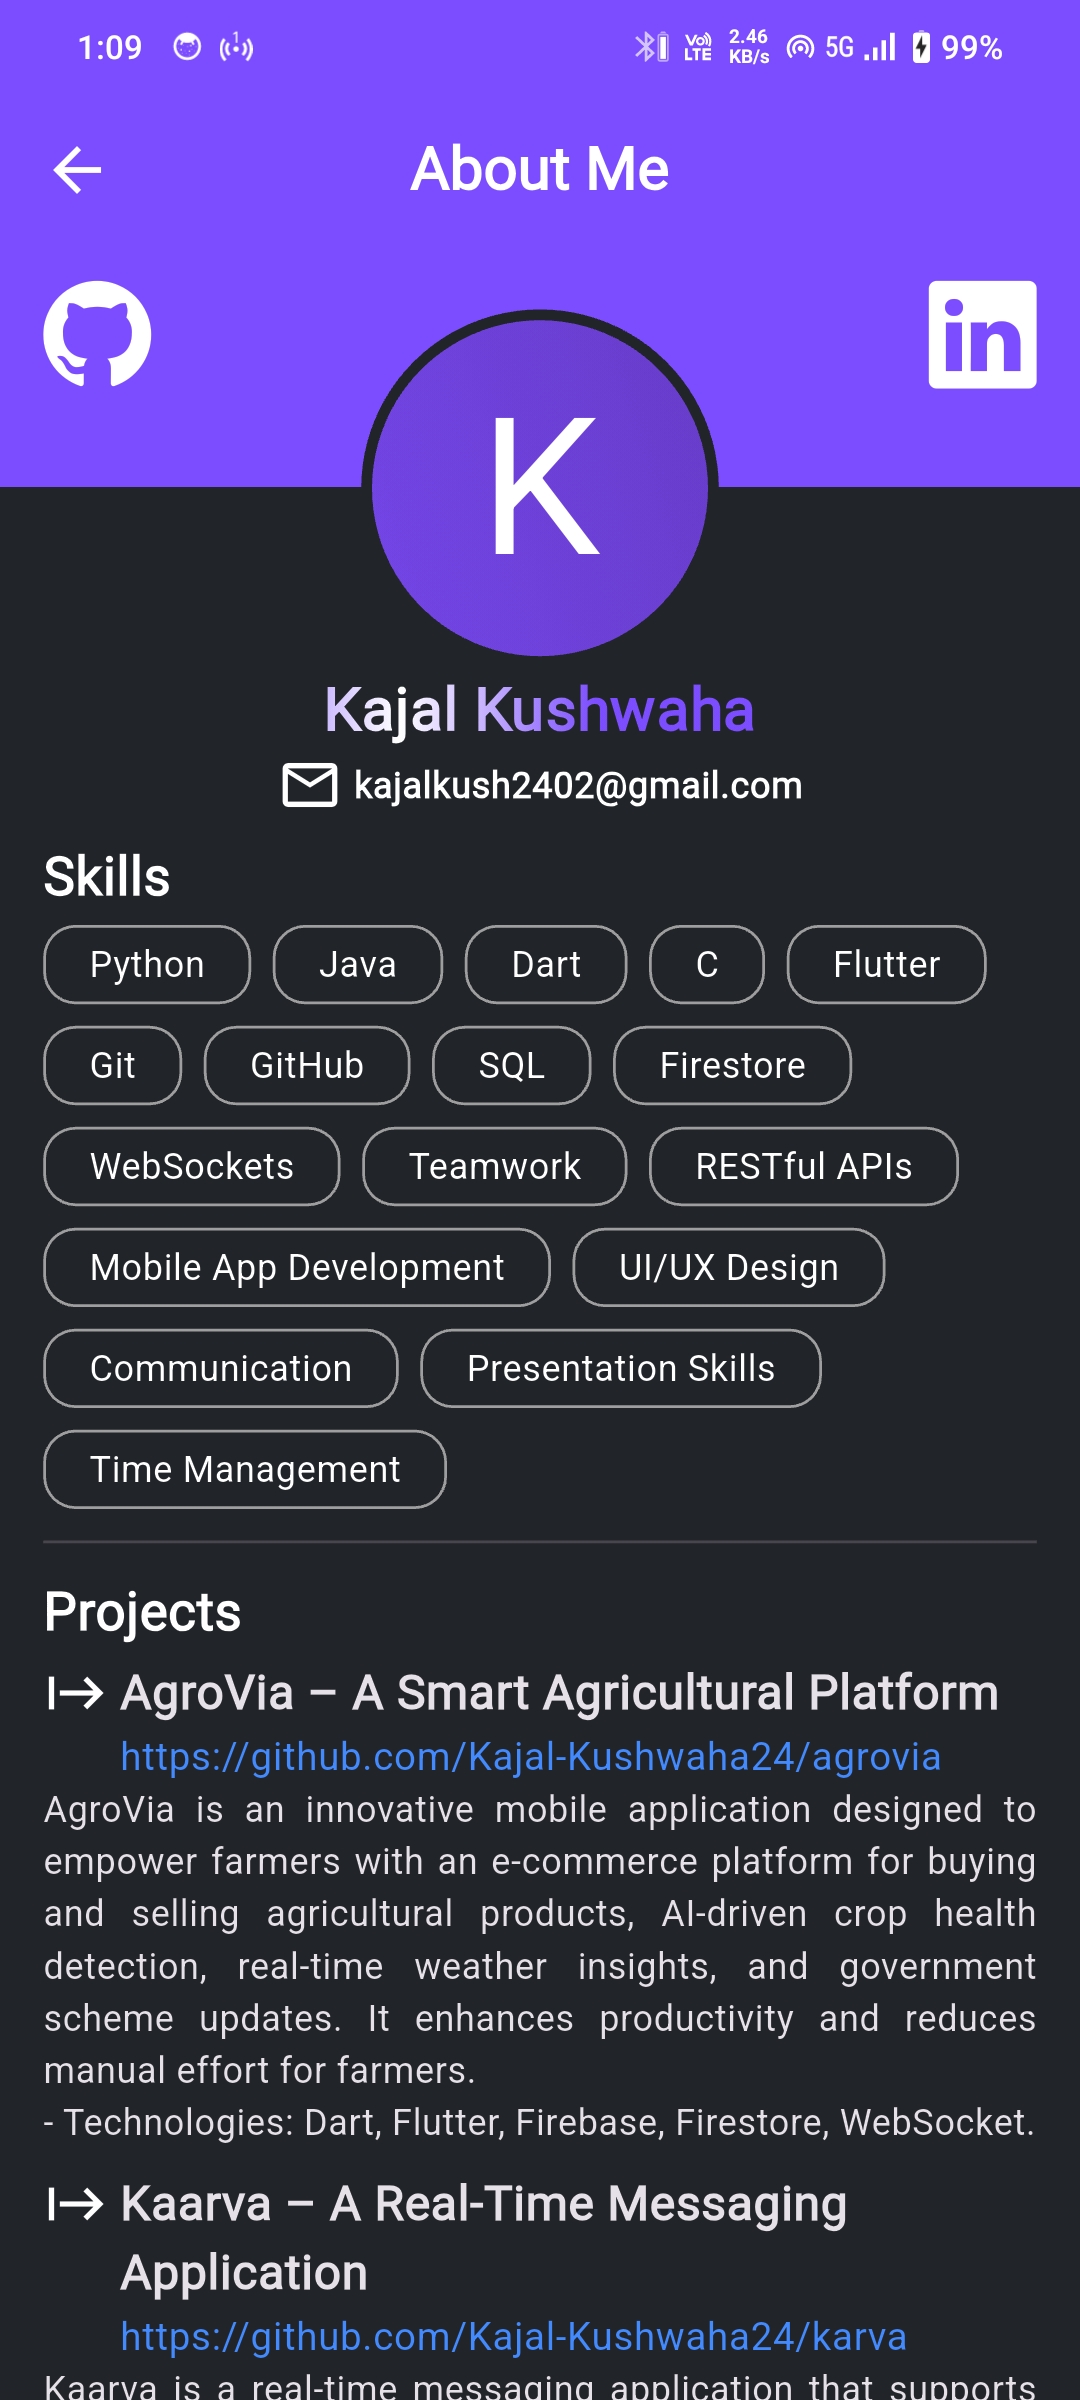 1:09
Vo)) LTE 2.46 KB/s 5G 99%
About Me
in
K
Kajal Kushwaha
kajalkush2402@gmail.com
Skills
Python Java Dart C Flutter
Git GitHub SQL Firestore
WebSockets Teamwork RESTful APIs
Mobile App Development UI/UX Design
Communication Presentation Skills
Time Management
Projects
AgroVia – A Smart Agricultural Platform
https://github.com/Kajal-Kushwaha24/agrovia
AgroVia is an innovative mobile application designed to
empower farmers with an e-commerce platform for buying
and selling agricultural products, AI-driven crop health
detection, real-time weather insights, and government
scheme updates. It enhances productivity and reduces
manual effort for farmers.
- Technologies: Dart, Flutter, Firebase, Firestore, WebSocket.
Kaarva – A Real-Time Messaging
Application
https://github.com/Kajal-Kushwaha24/karva
Kaarva is a real-time messaging application that supports